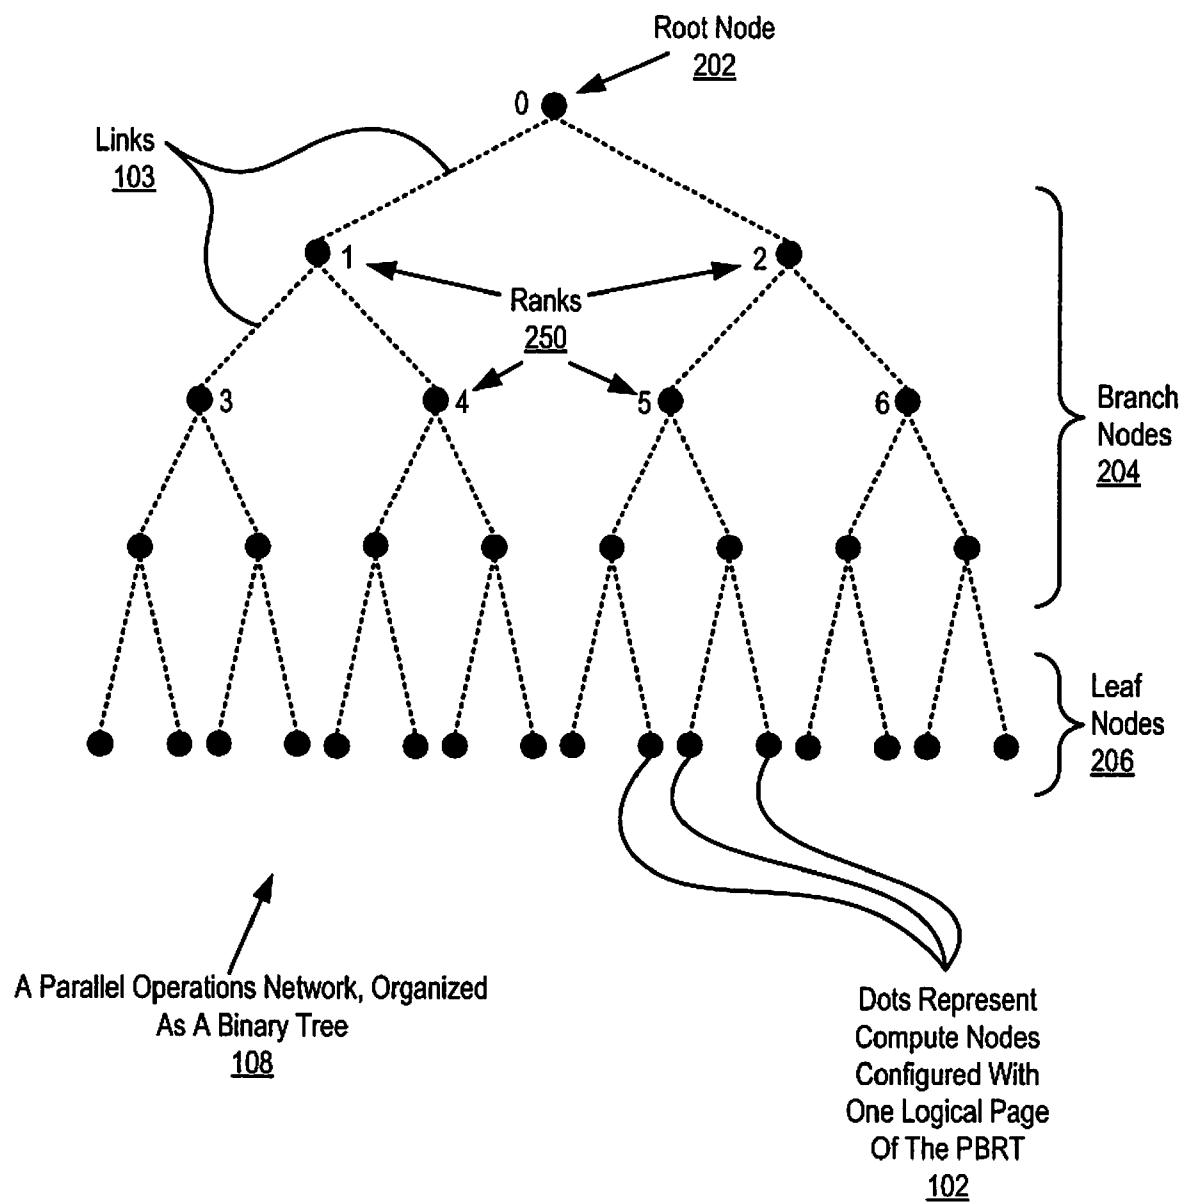 Root Node
202
0
Links
103
1
2
Ranks
250
3
4
5
6
Branch
Nodes
204
Leaf
Nodes
206
A Parallel Operations Network, Organized
As A Binary Tree
108
Dots Represent
Compute Nodes
Configured With
One Logical Page
Of The PBRT
102